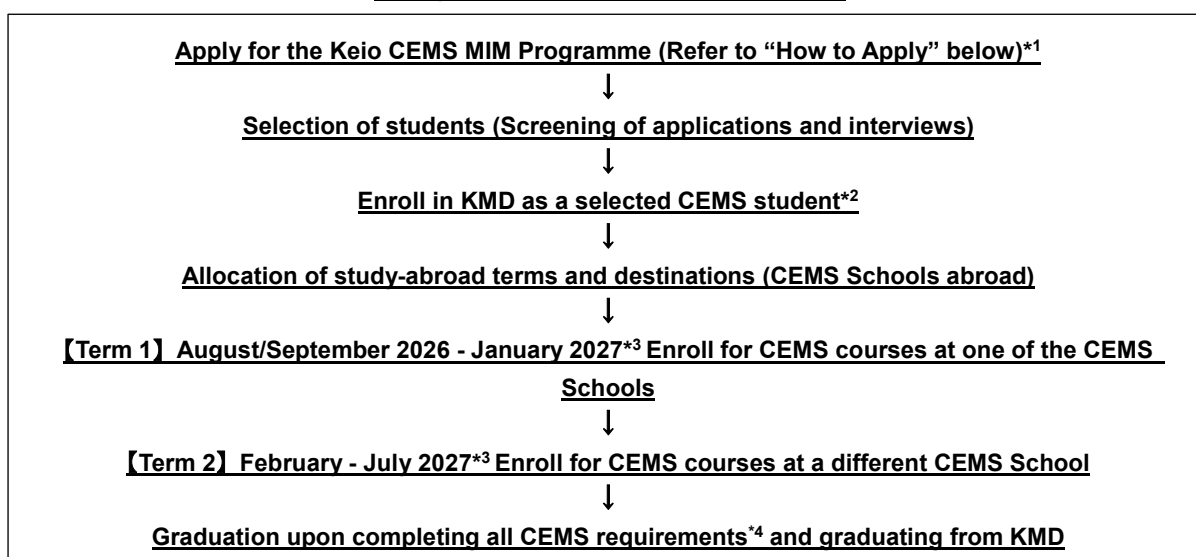 Apply for the Keio CEMS MIM Programme (Refer to “How to Apply” below)*1
↓
Selection of students (Screening of applications and interviews)
↓
Enroll in KMD as a selected CEMS student*2
↓
Allocation of study-abroad terms and destinations (CEMS Schools abroad)
↓
【Term 1】August/September 2026 - January 2027*3 Enroll for CEMS courses at one of the CEMS
Schools
↓
【Term 2】February - July 2027*3 Enroll for CEMS courses at a different CEMS School
↓
Graduation upon completing all CEMS requirements*4 and graduating from KMD